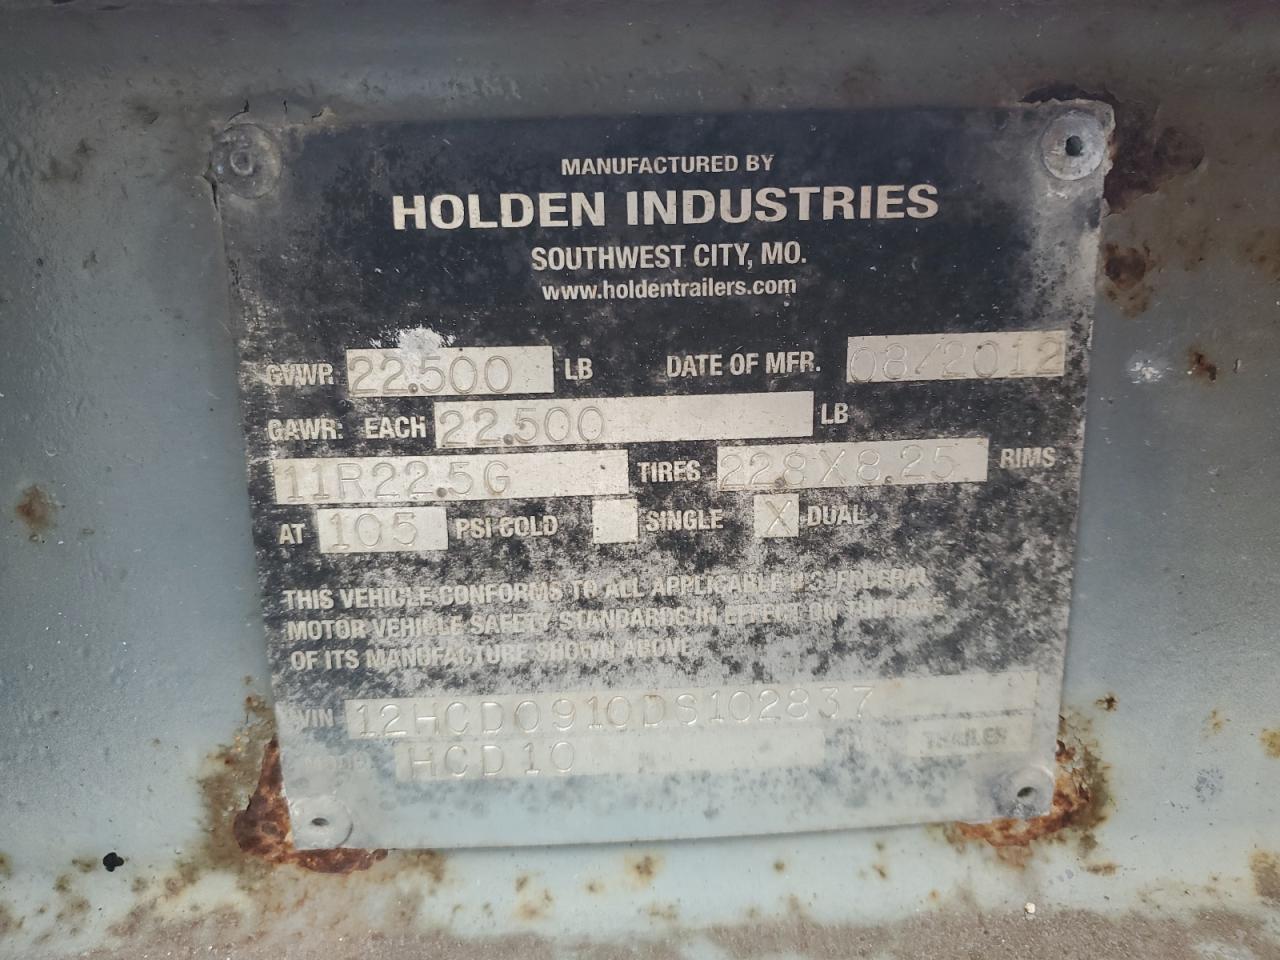 MANUFACTURED BY
HOLDEN INDUSTRIES
SOUTHWEST CITY, MO.
www.holdentrailers.com
GVWR 22.500 LB DATE OF MFR. 08/2012
GAWR: EACH 22.500 LB
11R22.5G TIRES 22.8X8.25 RIMS
AT 105 PSI COLD SINGLE X DUAL
THIS VEHICLE CONFORMS TO ALL APPLICABLE U.S. FEDERAL
MOTOR VEHICLE SAFETY STANDARDS IN EFFECT ON THE DATE
OF ITS MANUFACTURE SHOWN ABOVE.
VIN 12HCD0910DS102837
MODEL HCD10 TRAILER